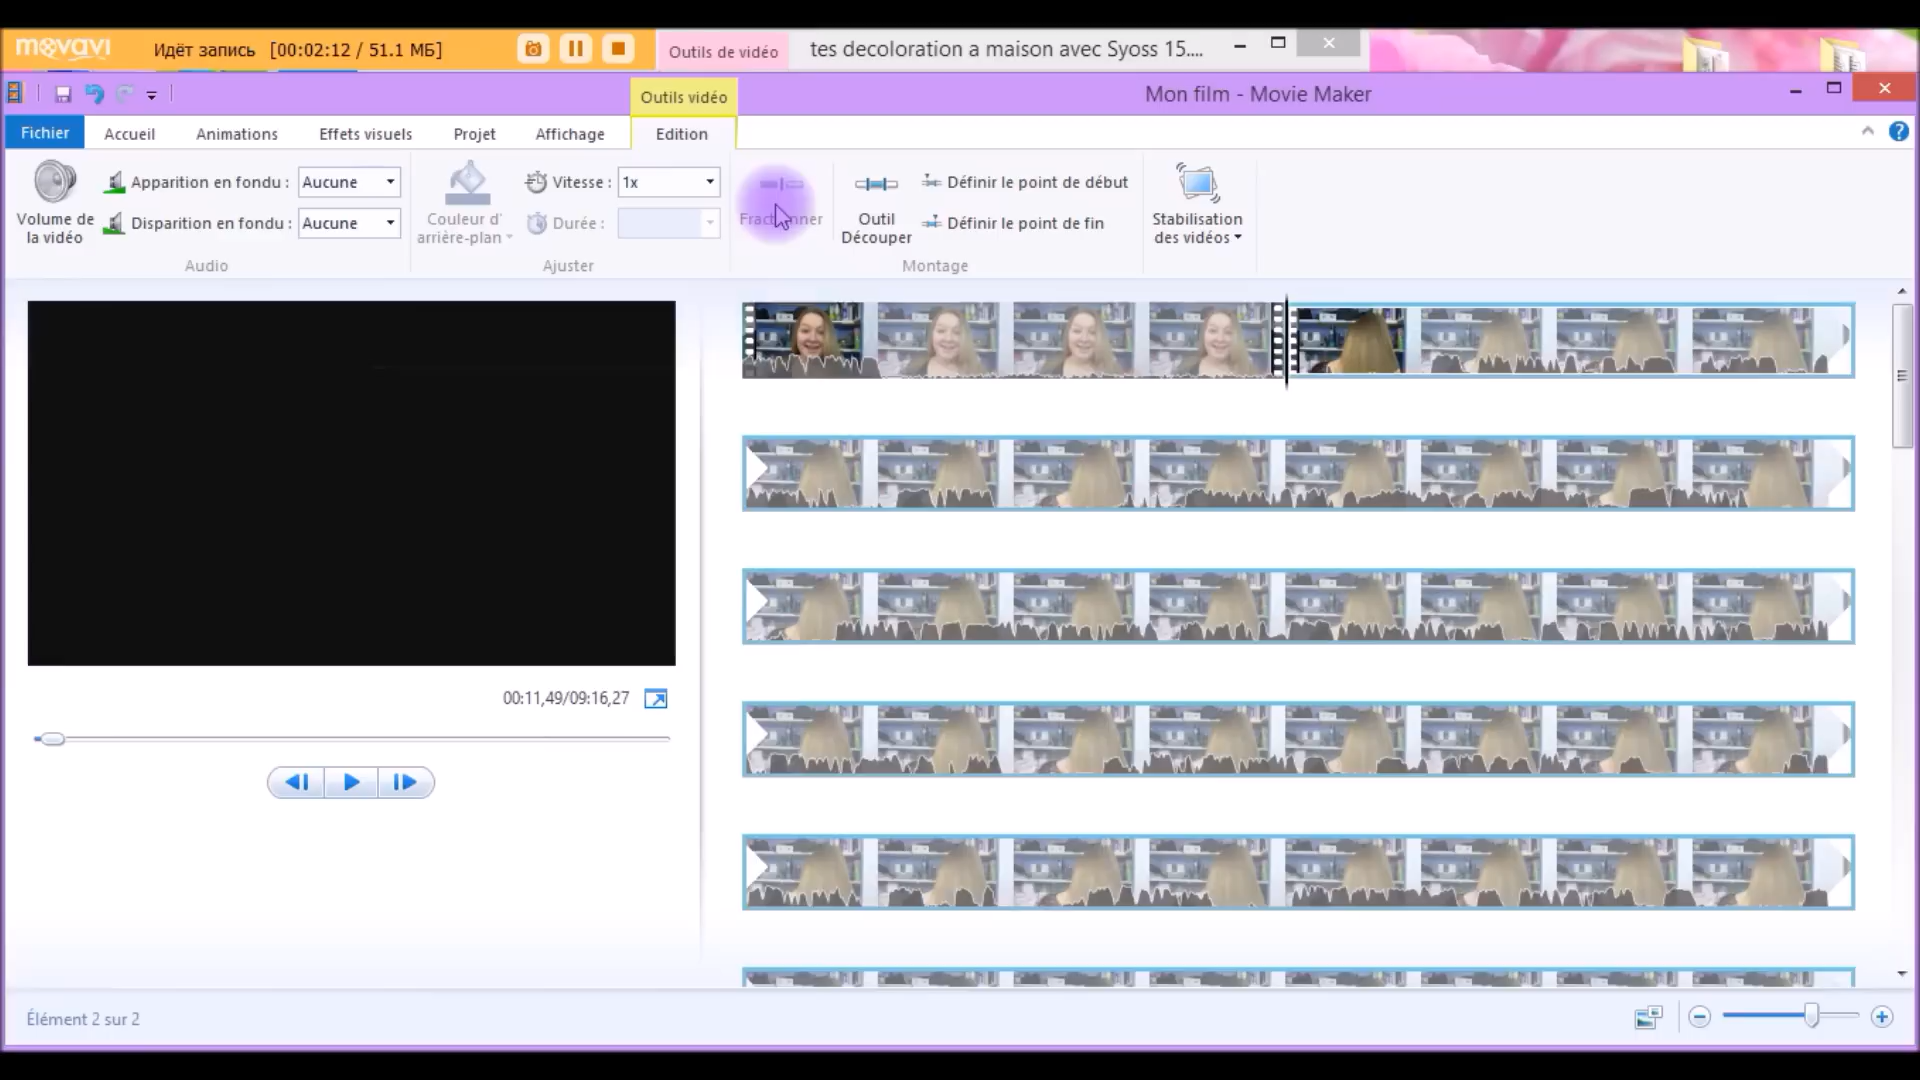 movavi
Идёт запись [00:02:12 / 51.1 МБ]
Outils de vidéo
tes decoloration a maison avec Syoss 15....
Outils vidéo
Mon film - Movie Maker
Fichier
Accueil
Animations
Effets visuels
Projet
Affichage
Edition
Volume de
la vidéo
Apparition en fondu : Aucune
Disparition en fondu : Aucune
Audio
Couleur d'
arrière-plan
Vitesse : 1x
Durée :
Ajuster
Fractionner
Outil
Découper
Définir le point de début
Définir le point de fin
Montage
Stabilisation
des vidéos
00:11,49/09:16,27
Élément 2 sur 2